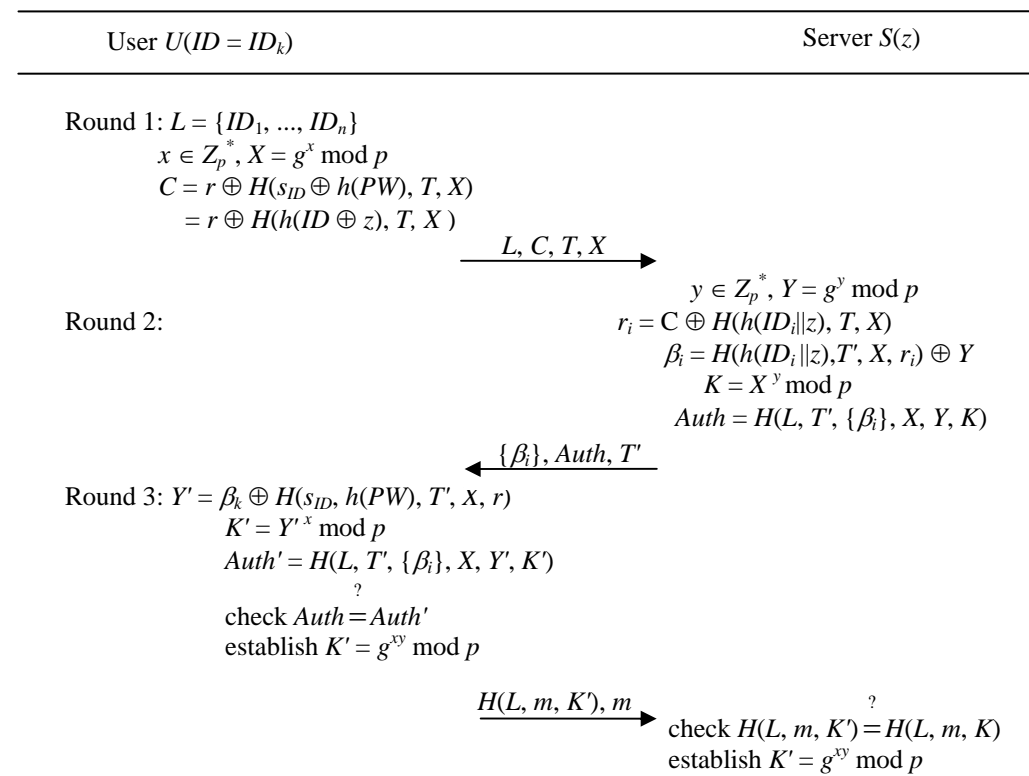 User U(ID = ID_k) Server S(z)
Round 1: L = {ID_1, ..., ID_n}
x ∈ Z_p^*, X = g^x mod p
C = r ⊕ H(s_ID ⊕ h(PW), T, X)
= r ⊕ H(h(ID ⊕ z), T, X )
L, C, T, X
y ∈ Z_p^*, Y = g^y mod p
Round 2: r_i = C ⊕ H(h(ID_i||z), T, X)
β_i = H(h(ID_i||z),T′, X, r_i) ⊕ Y
K = X^y mod p
Auth = H(L, T′, {β_i}, X, Y, K)
{β_i}, Auth, T′
Round 3: Y′ = β_k ⊕ H(s_ID, h(PW), T′, X, r)
K′ = Y′^x mod p
Auth′ = H(L, T′, {β_i}, X, Y′, K′)
?
check Auth = Auth′
establish K′ = g^xy mod p
H(L, m, K′), m
?
check H(L, m, K′) = H(L, m, K)
establish K′ = g^xy mod p